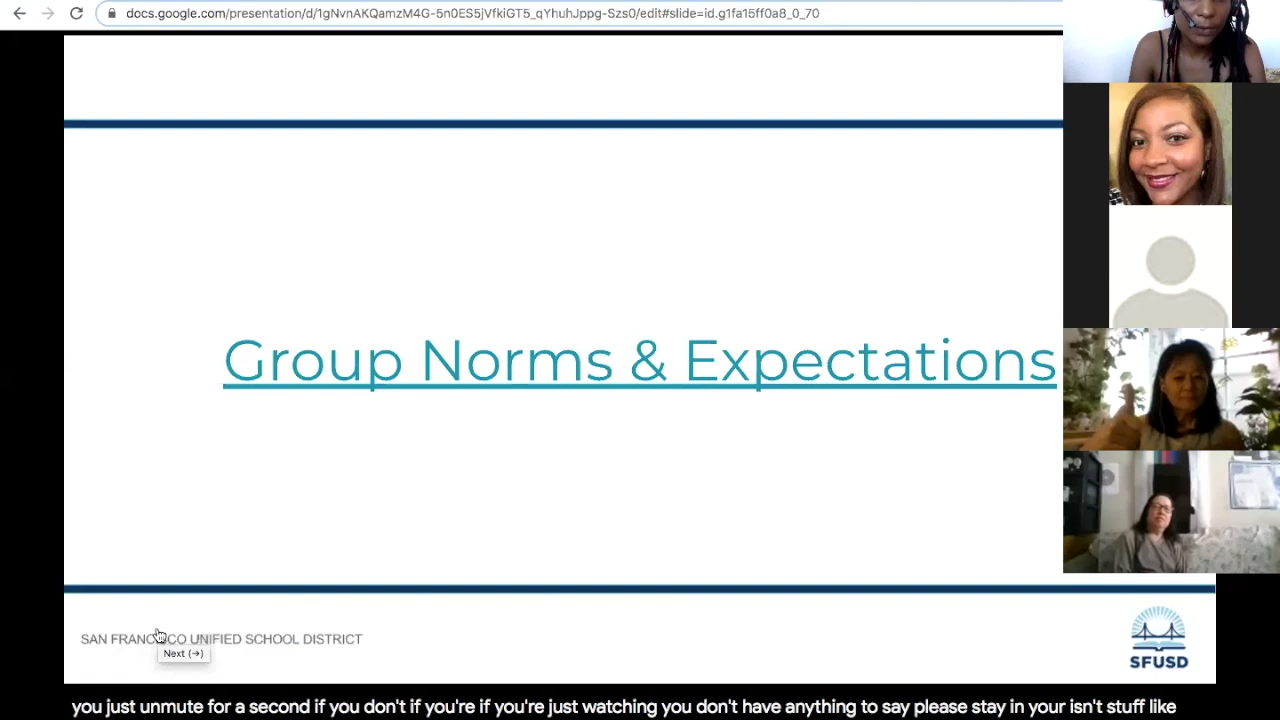 docs.google.com/presentation/d/1gNvnAKQamzM4G-5n0ES5jVfkiGT5_qYhuhJppg-Szs0/edit#slide=id.g1fa15ff0a8_0_70
Group Norms & Expectations
SAN FRANCISCO UNIFIED SCHOOL DISTRICT
Next (→)
SFUSD
you just unmute for a second if you don't if you're if you're just watching you don't have anything to say please stay in your isn't stuff like